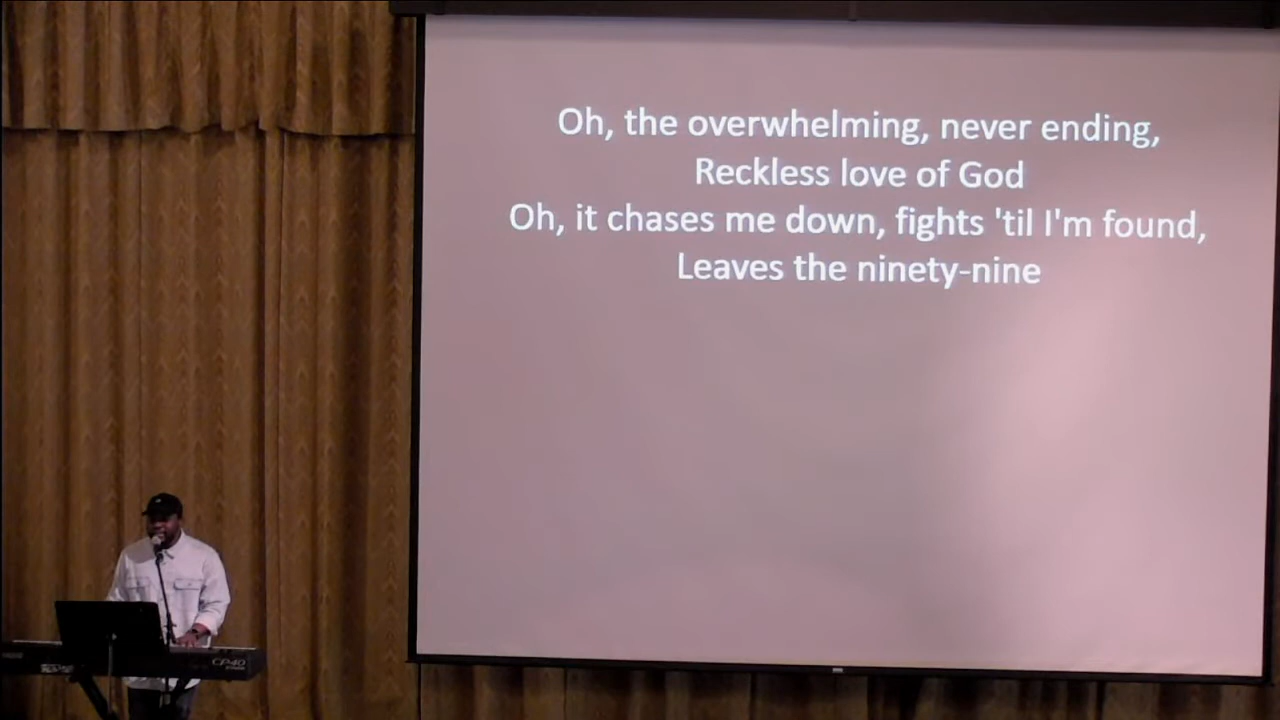 Oh, the overwhelming, never ending,
Reckless love of God
Oh, it chases me down, fights 'til I'm found,
Leaves the ninety-nine
CP40